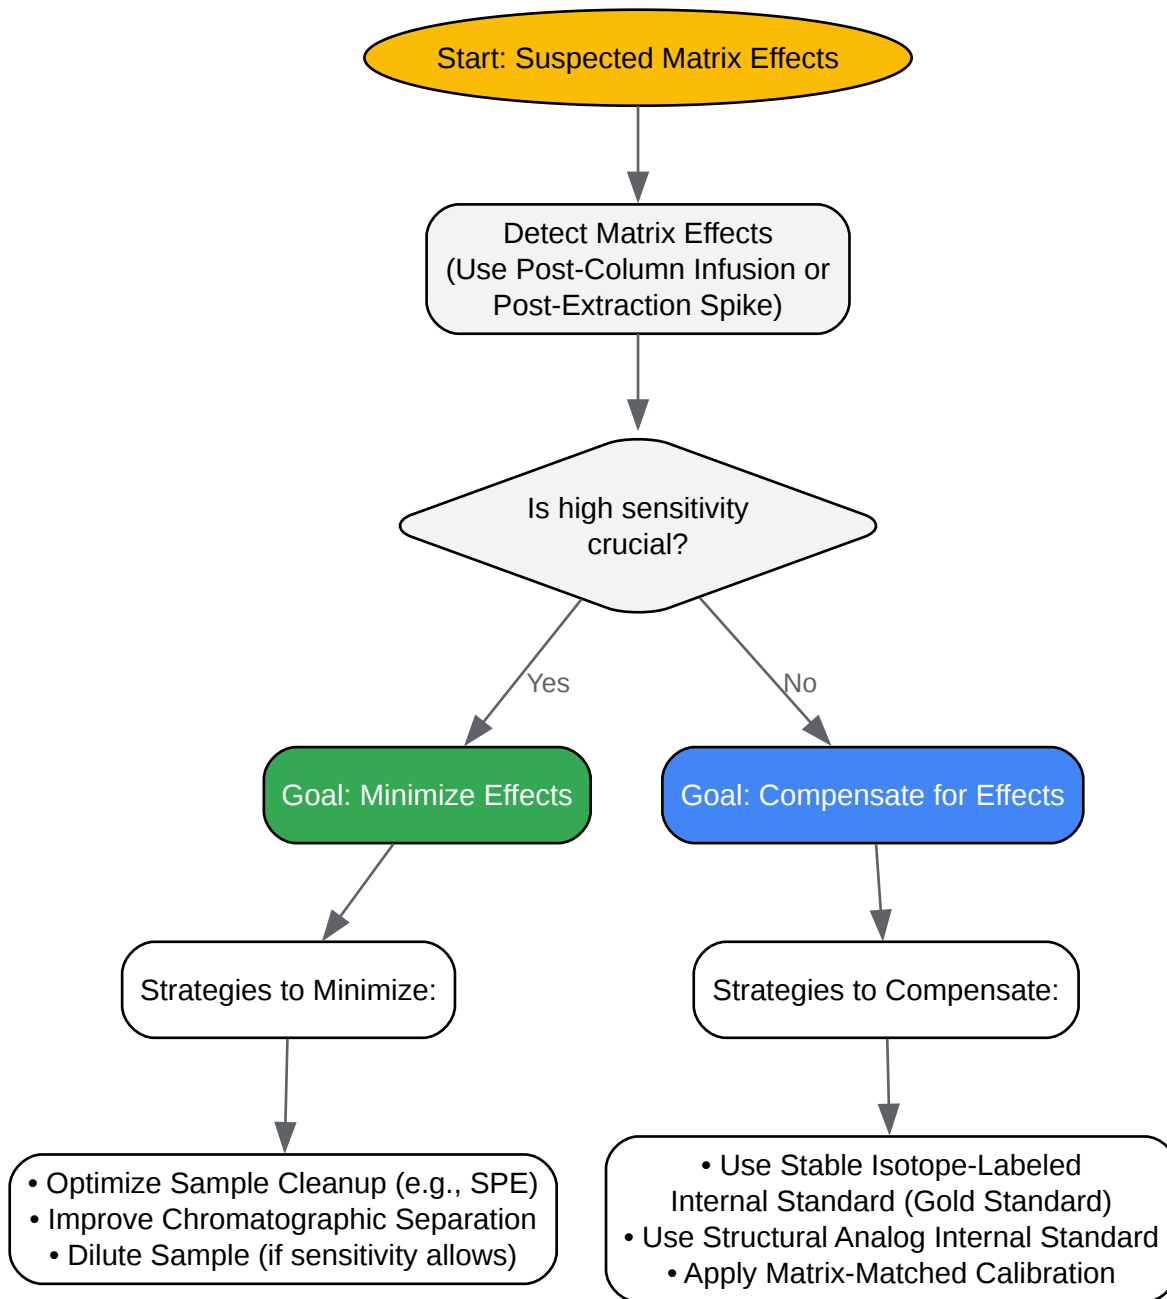 Start: Suspected Matrix Effects
Detect Matrix Effects
(Use Post-Column Infusion or
Post-Extraction Spike)
Is high sensitivity
crucial?
Yes
No
Goal: Minimize Effects
Goal: Compensate for Effects
Strategies to Minimize:
Strategies to Compensate:
• Optimize Sample Cleanup (e.g., SPE)
• Improve Chromatographic Separation
• Dilute Sample (if sensitivity allows)
• Use Stable Isotope-Labeled
Internal Standard (Gold Standard)
• Use Structural Analog Internal Standard
• Apply Matrix-Matched Calibration